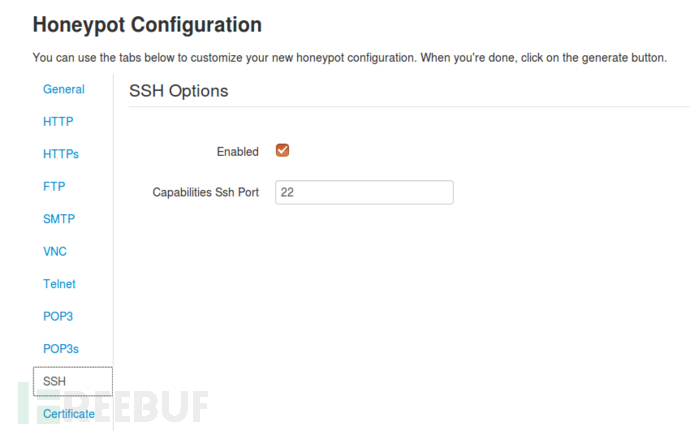 Honeypot Configuration
You can use the tabs below to customize your new honeypot configuration. When you're done, click on the generate button.
General
SSH Options
HTTP
HTTPs
FTP
SMTP
VNC
Telnet
POP3
POP3s
SSH
Certificate
Enabled
Capabilities Ssh Port 22
FREEBUF